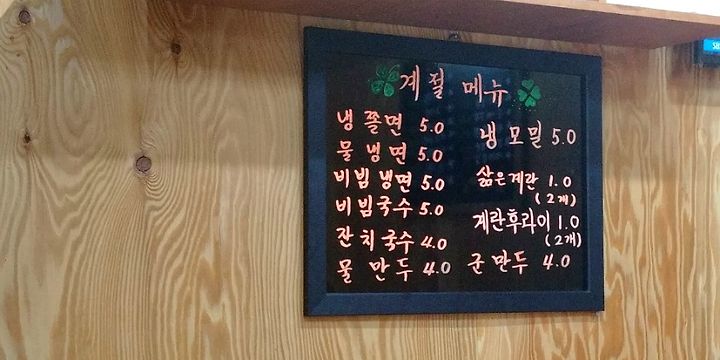 계절 메뉴
냉쫄면 5.0
물냉면 5.0
비빔냉면 5.0
비빔국수 5.0
잔치국수 4.0
물만두 4.0
냉모밀 5.0
삶은계란 1.0
(2개)
계란후라이 1.0
(2개)
군만두 4.0